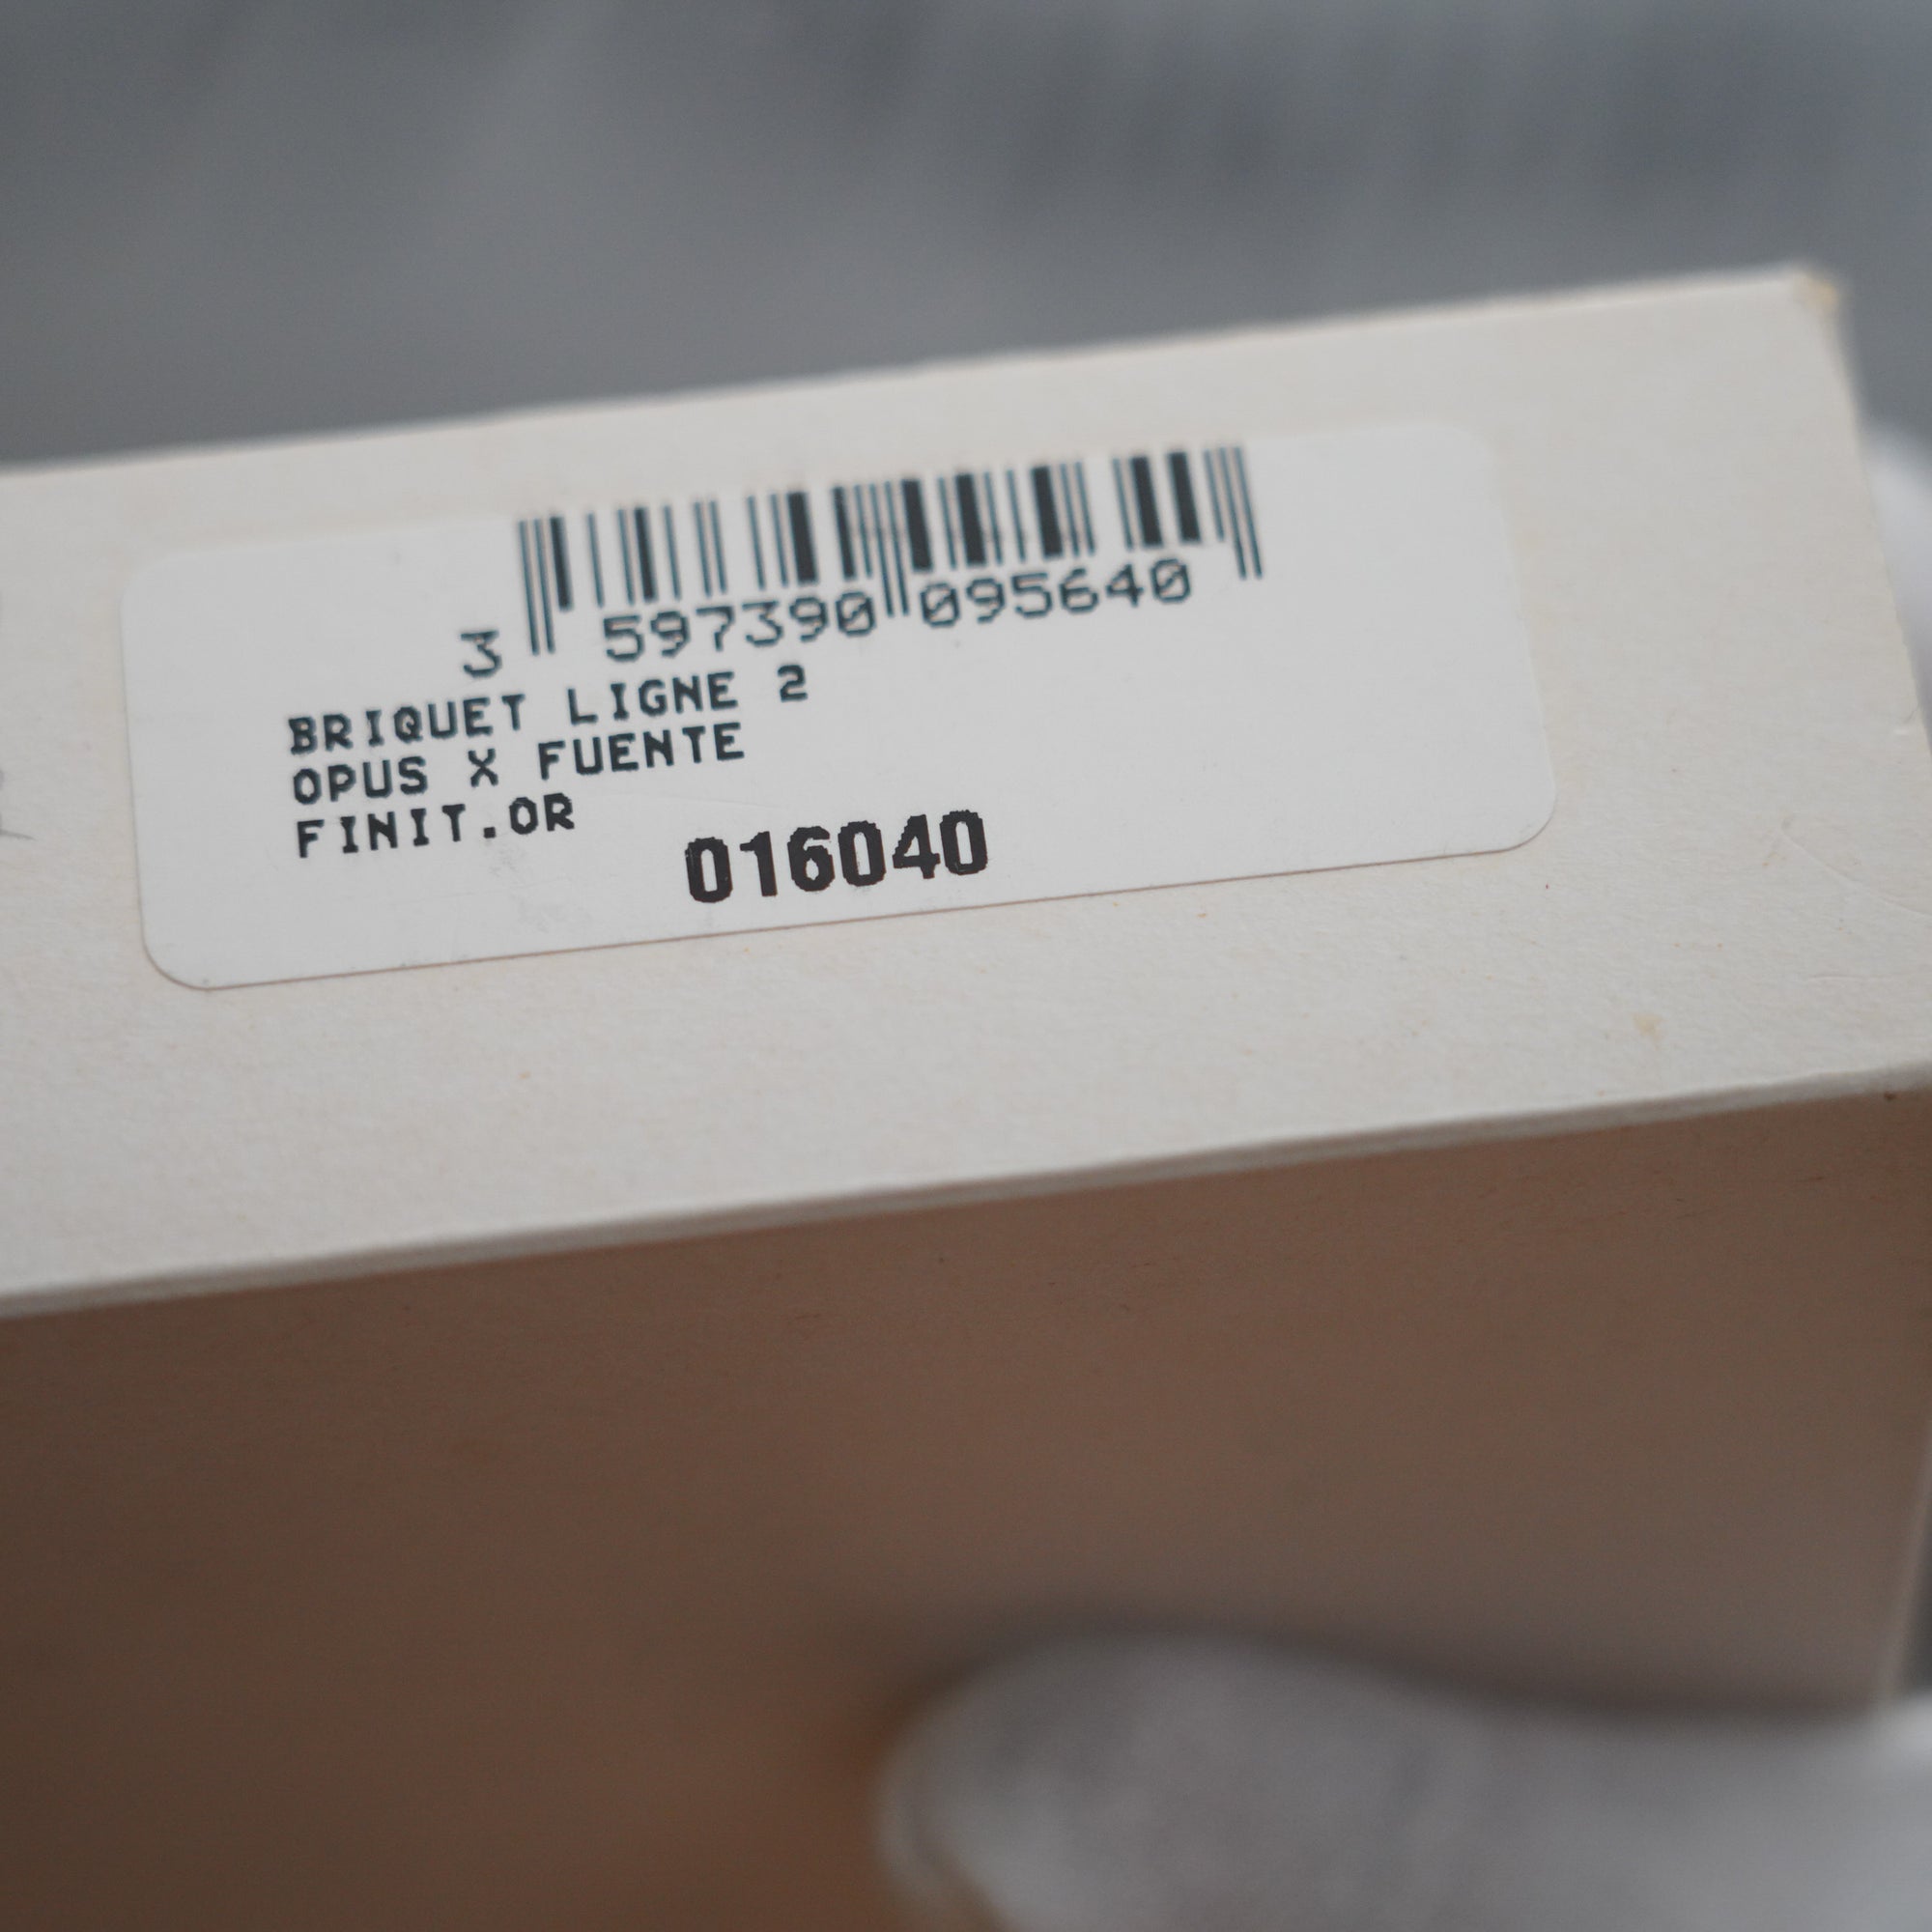 3 597390 095640
BRIQUET LIGNE 2
OPUS X FUENTE
FINIT.OR
016040